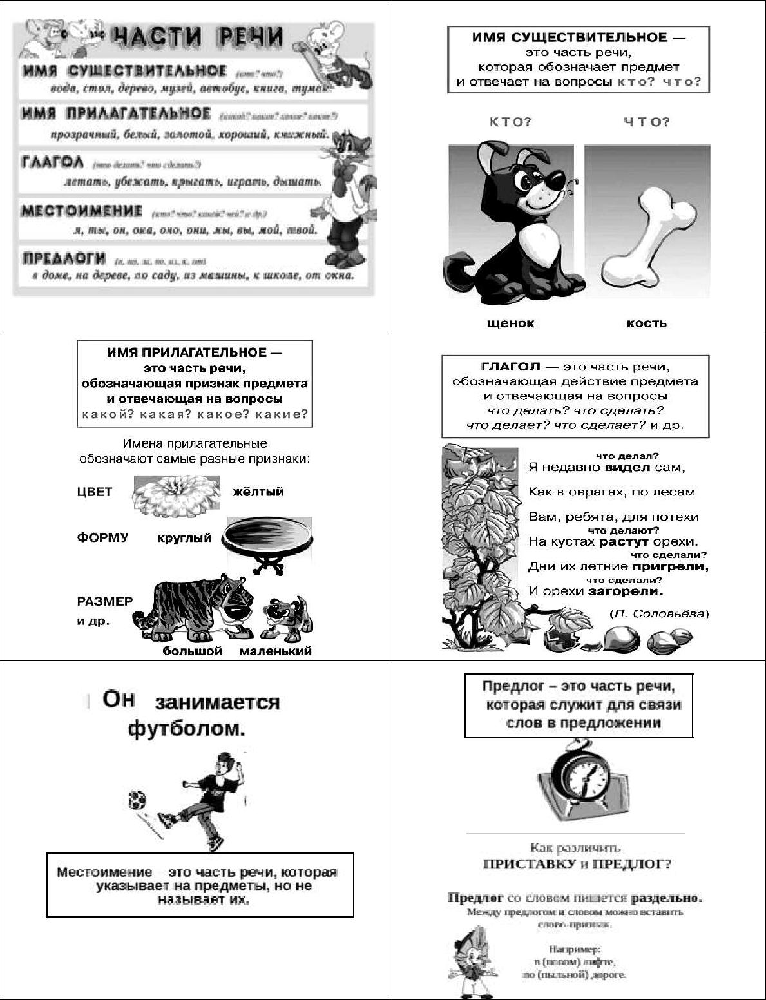 ЧАСТИ РЕЧИ
ИМЯ СУЩЕСТВИТЕЛЬНОЕ (кто? что?)
вода, стол, дерево, музей, автобус, книга, туман.
ИМЯ ПРИЛАГАТЕЛЬНОЕ (какой? какая? какое? какие?)
прозрачный, белый, золотой, хороший, книжный.
ГЛАГОЛ (что делать? что сделать?)
летать, убежать, прыгать, играть, дышать.
МЕСТОИМЕНИЕ (кто? что? какой? чей? и др.)
я, ты, он, она, оно, они, мы, вы, мой, твой.
ПРЕДЛОГИ (в, на, за, по, из, к, от)
в доме, на дереве, по саду, из машины, к школе, от окна.
ИМЯ СУЩЕСТВИТЕЛЬНОЕ —
это часть речи,
которая обозначает предмет
и отвечает на вопросы кто? что?
КТО? ЧТО?
щенок кость
ИМЯ ПРИЛАГАТЕЛЬНОЕ —
это часть речи,
обозначающая признак предмета
и отвечающая на вопросы
какой? какая? какое? какие?
Имена прилагательные
обозначают самые разные признаки:
ЦВЕТ жёлтый
ФОРМУ круглый
РАЗМЕР
и др.
большой маленький
ГЛАГОЛ — это часть речи,
обозначающая действие предмета
и отвечающая на вопросы
что делать? что сделать?
что делает? что сделает? и др.
что делал?
Я недавно видел сам,
Как в оврагах, по лесам
Вам, ребята, для потехи
что делают?
На кустах растут орехи.
что сделали?
Дни их летние пригрели,
что сделали?
И орехи загорели.
(П. Соловьёва)
Он занимается
футболом.
Местоимение это часть речи, которая
указывает на предметы, но не
называет их.
Предлог – это часть речи,
которая служит для связи
слов в предложении
Как различить
ПРИСТАВКУ и ПРЕДЛОГ?
Предлог со словом пишется раздельно.
Между предлогом и словом можно вставить
слово-признак.
Например:
в (новом) лифте,
по (пыльной) дороге.